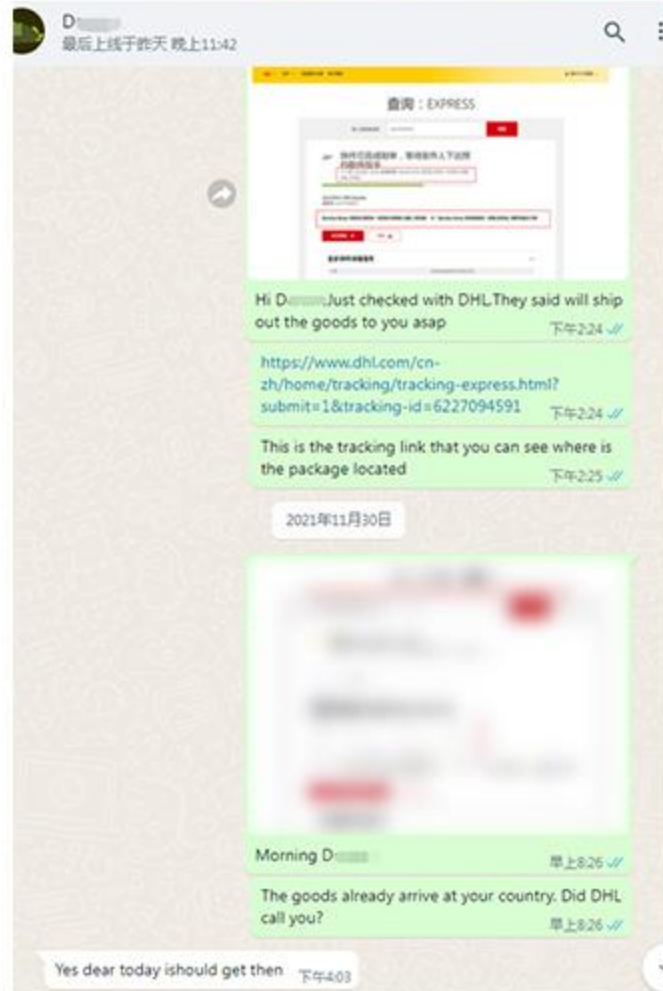 D
最后上线于昨天 晚上11:42
查询：EXPRESS
Hi D Just checked with DHL.They said will ship
out the goods to you asap
下午2:24
https://www.dhl.com/cn-
zh/home/tracking/tracking-express.html?
submit=1&tracking-id=6227094591
下午2:24
This is the tracking link that you can see where is
the package located
下午2:25
2021年11月30日
Morning D
早上8:26
The goods already arrive at your country. Did DHL
call you?
早上8:26
Yes dear today ishould get then
下午4:03